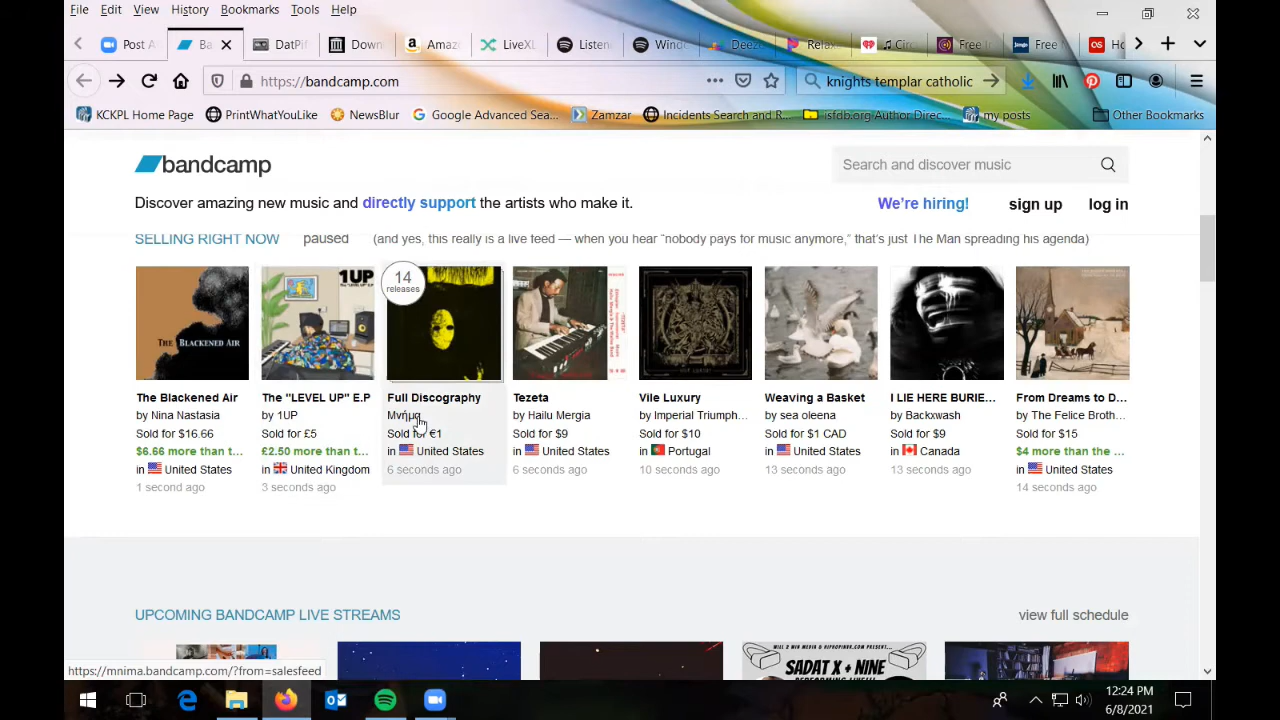 File Edit View History Bookmarks Tools Help
Post A Ba DatPif Down Amaz LiveXL Listen Winde Deeze Relax Circ Free In Free M Ho
https://bandcamp.com knights templar catholic
KCKPL Home Page PrintWhatYouLike NewsBlur Google Advanced Sea... Zamzar Incidents Search and R... isfdb.org Author Direc... my posts Other Bookmarks
bandcamp Search and discover music
Discover amazing new music and directly support the artists who make it. We're hiring! sign up log in
SELLING RIGHT NOW paused (and yes, this really is a live feed — when you hear “nobody pays for music anymore,” that's just The Man spreading his agenda)
14
releases
1UP
THE BLACKENED AIR
The Blackened Air
by Nina Nastasia
Sold for $16.66
$6.66 more than t...
in United States
1 second ago
The "LEVEL UP" E.P
by 1UP
Sold for £5
£2.50 more than t...
in United Kingdom
3 seconds ago
Full Discography
Μνήμα
Sold for €1
in United States
6 seconds ago
Tezeta
by Hailu Mergia
Sold for $9
in United States
6 seconds ago
Vile Luxury
by Imperial Triumph...
Sold for $10
in Portugal
10 seconds ago
Weaving a Basket
by sea oleena
Sold for $1 CAD
in United States
13 seconds ago
I LIE HERE BURIE...
by Backxwash
Sold for $9
in Canada
13 seconds ago
From Dreams to D...
by The Felice Broth...
Sold for $15
$4 more than the ...
in United States
14 seconds ago
UPCOMING BANDCAMP LIVE STREAMS view full schedule
SADAT X + NINE
https://mnima.bandcamp.com/?from=salesfeed
12:24 PM
6/8/2021